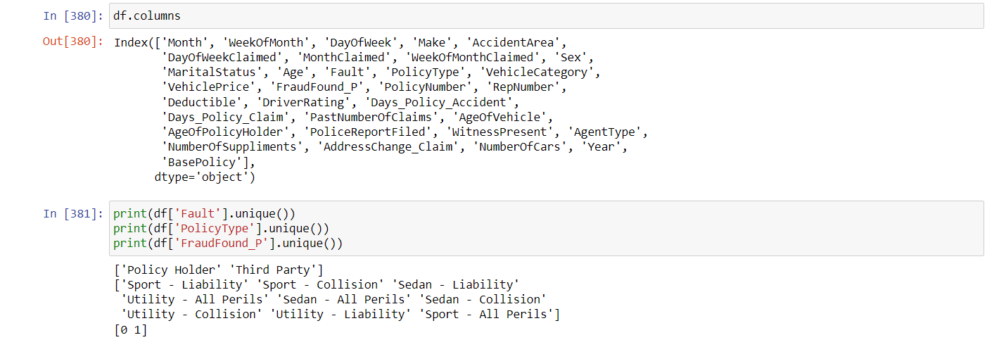 In [380]: df.columns
Out[380]: Index(['Month', 'WeekOfMonth', 'DayOfWeek', 'Make', 'AccidentArea',
'DayOfWeekClaimed', 'MonthClaimed', 'WeekOfMonthClaimed', 'Sex',
'MaritalStatus', 'Age', 'Fault', 'PolicyType', 'VehicleCategory',
'VehiclePrice', 'FraudFound_P', 'PolicyNumber', 'RepNumber',
'Deductible', 'DriverRating', 'Days_Policy_Accident',
'Days_Policy_Claim', 'PastNumberOfClaims', 'AgeOfVehicle',
'AgeOfPolicyHolder', 'PoliceReportFiled', 'WitnessPresent', 'AgentType',
'NumberOfSuppliments', 'AddressChange_Claim', 'NumberOfCars', 'Year',
'BasePolicy'],
dtype='object')
In [381]: print(df['Fault'].unique())
print(df['PolicyType'].unique())
print(df['FraudFound_P'].unique())
['Policy Holder' 'Third Party']
['Sport - Liability' 'Sport - Collision' 'Sedan - Liability'
'Utility - All Perils' 'Sedan - All Perils' 'Sedan - Collision'
'Utility - Collision' 'Utility - Liability' 'Sport - All Perils']
[0 1]